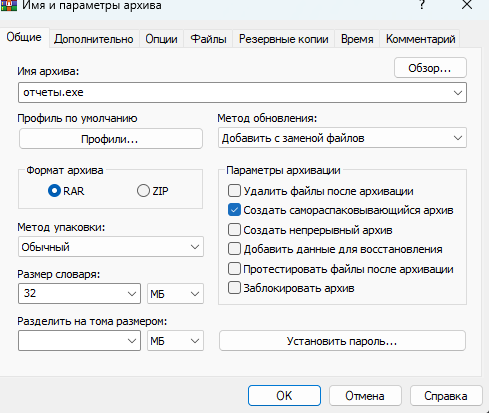 Имя и параметры архива
?
Общие Дополнительно Опции Файлы Резервные копии Время Комментарий
Имя архива:
Обзор...
отчеты.exe
Профиль по умолчанию
Метод обновления:
Профили...
Добавить с заменой файлов
Формат архива
RAR
ZIP
Параметры архивации
Удалить файлы после архивации
Создать самораспаковывающийся архив
Создать непрерывный архив
Добавить данные для восстановления
Протестировать файлы после архивации
Заблокировать архив
Метод упаковки:
Обычный
Размер словаря:
32 МБ
Разделить на тома размером:
МБ
Установить пароль...
OK Отмена Справка